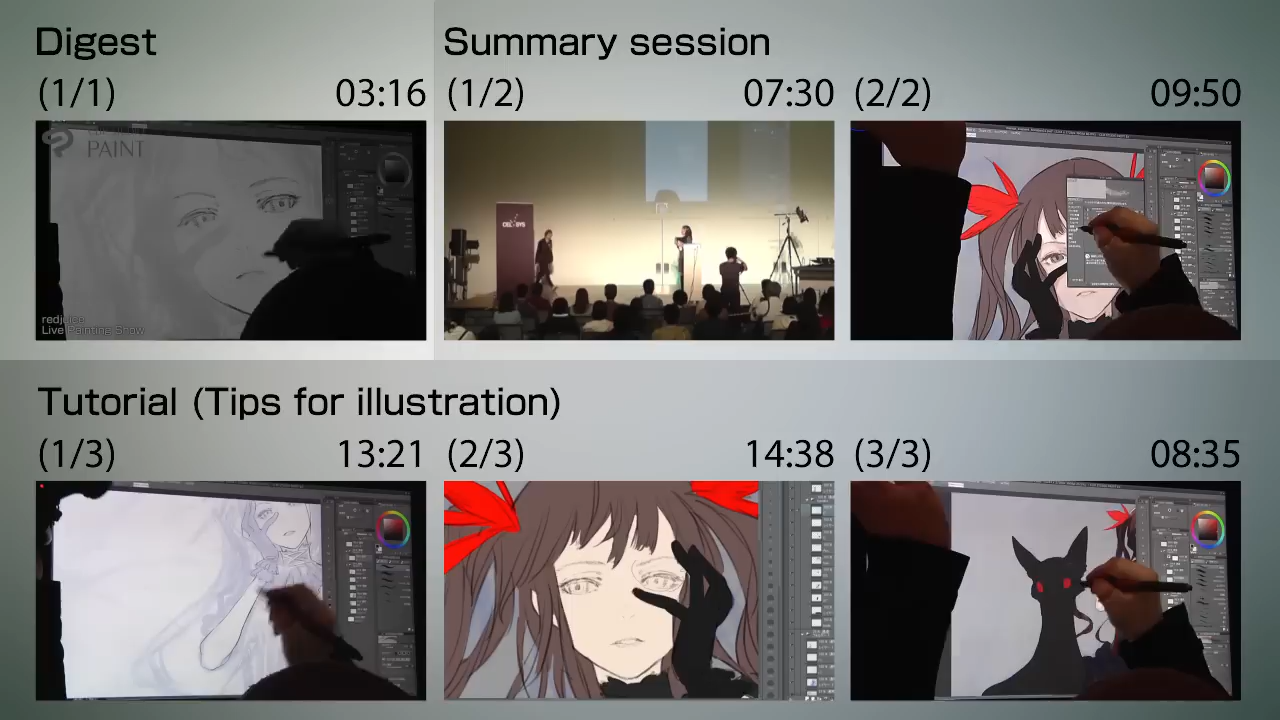 Digest
Summary session
(1/1) 03:16
(1/2) 07:30
(2/2) 09:50
PAINT
CELSYS
redjuice
Live Painting Show
Tutorial (Tips for illustration)
(1/3) 13:21
(2/3) 14:38
(3/3) 08:35